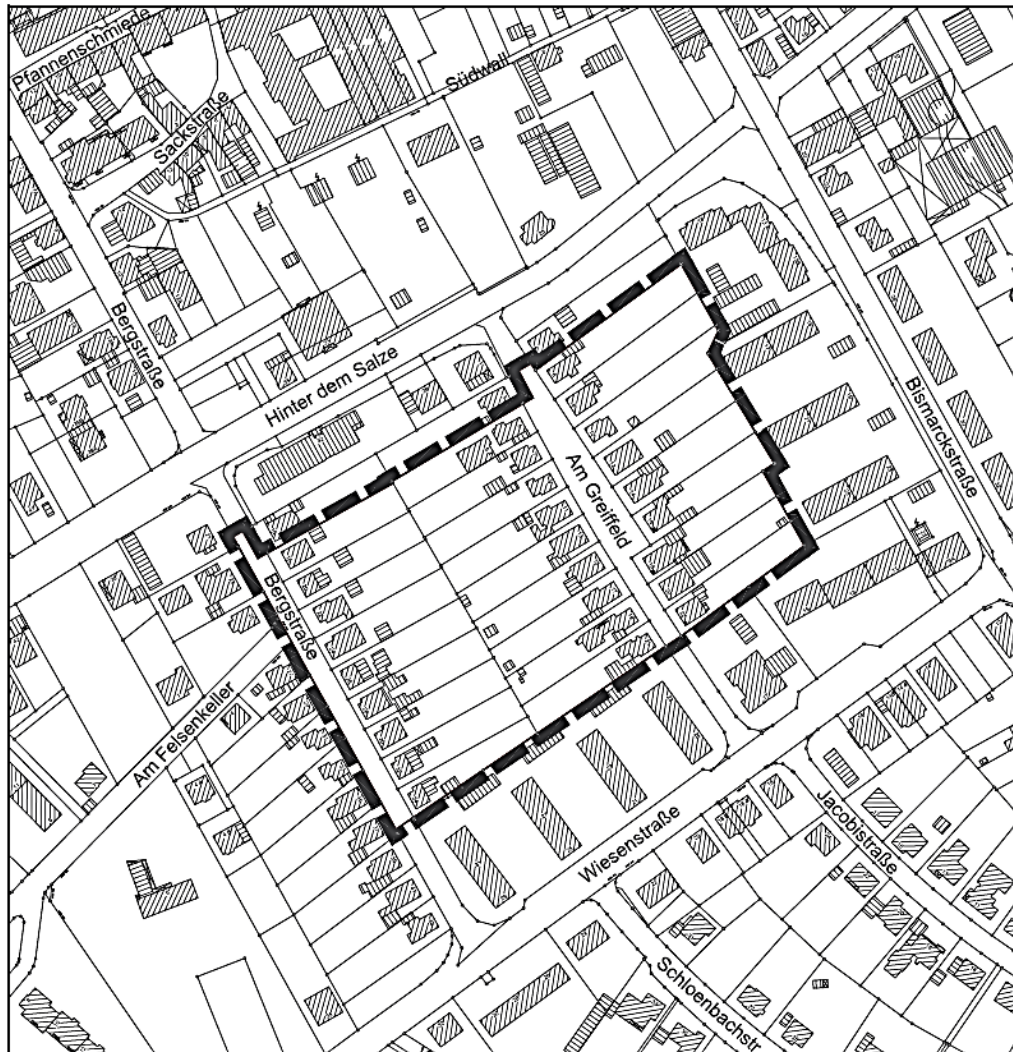 Pfannenschmiede
Südwall
Sackstraße
Bergstraße
Hinter dem Salze
Bismarckstraße
Am Greiffeld
Bergstraße
Am Felsenkeller
Wiesenstraße
Jacobistraße
Schloenbachstr